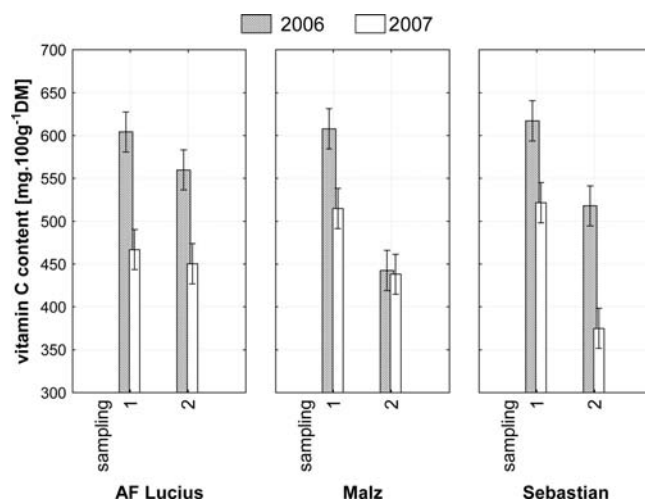 2006 2007
vitamin C content [mg.100g⁻¹DM]
700
650
600
550
500
450
400
350
300
sampling 1 2
sampling 1 2
sampling 1 2
AF Lucius Malz Sebastian